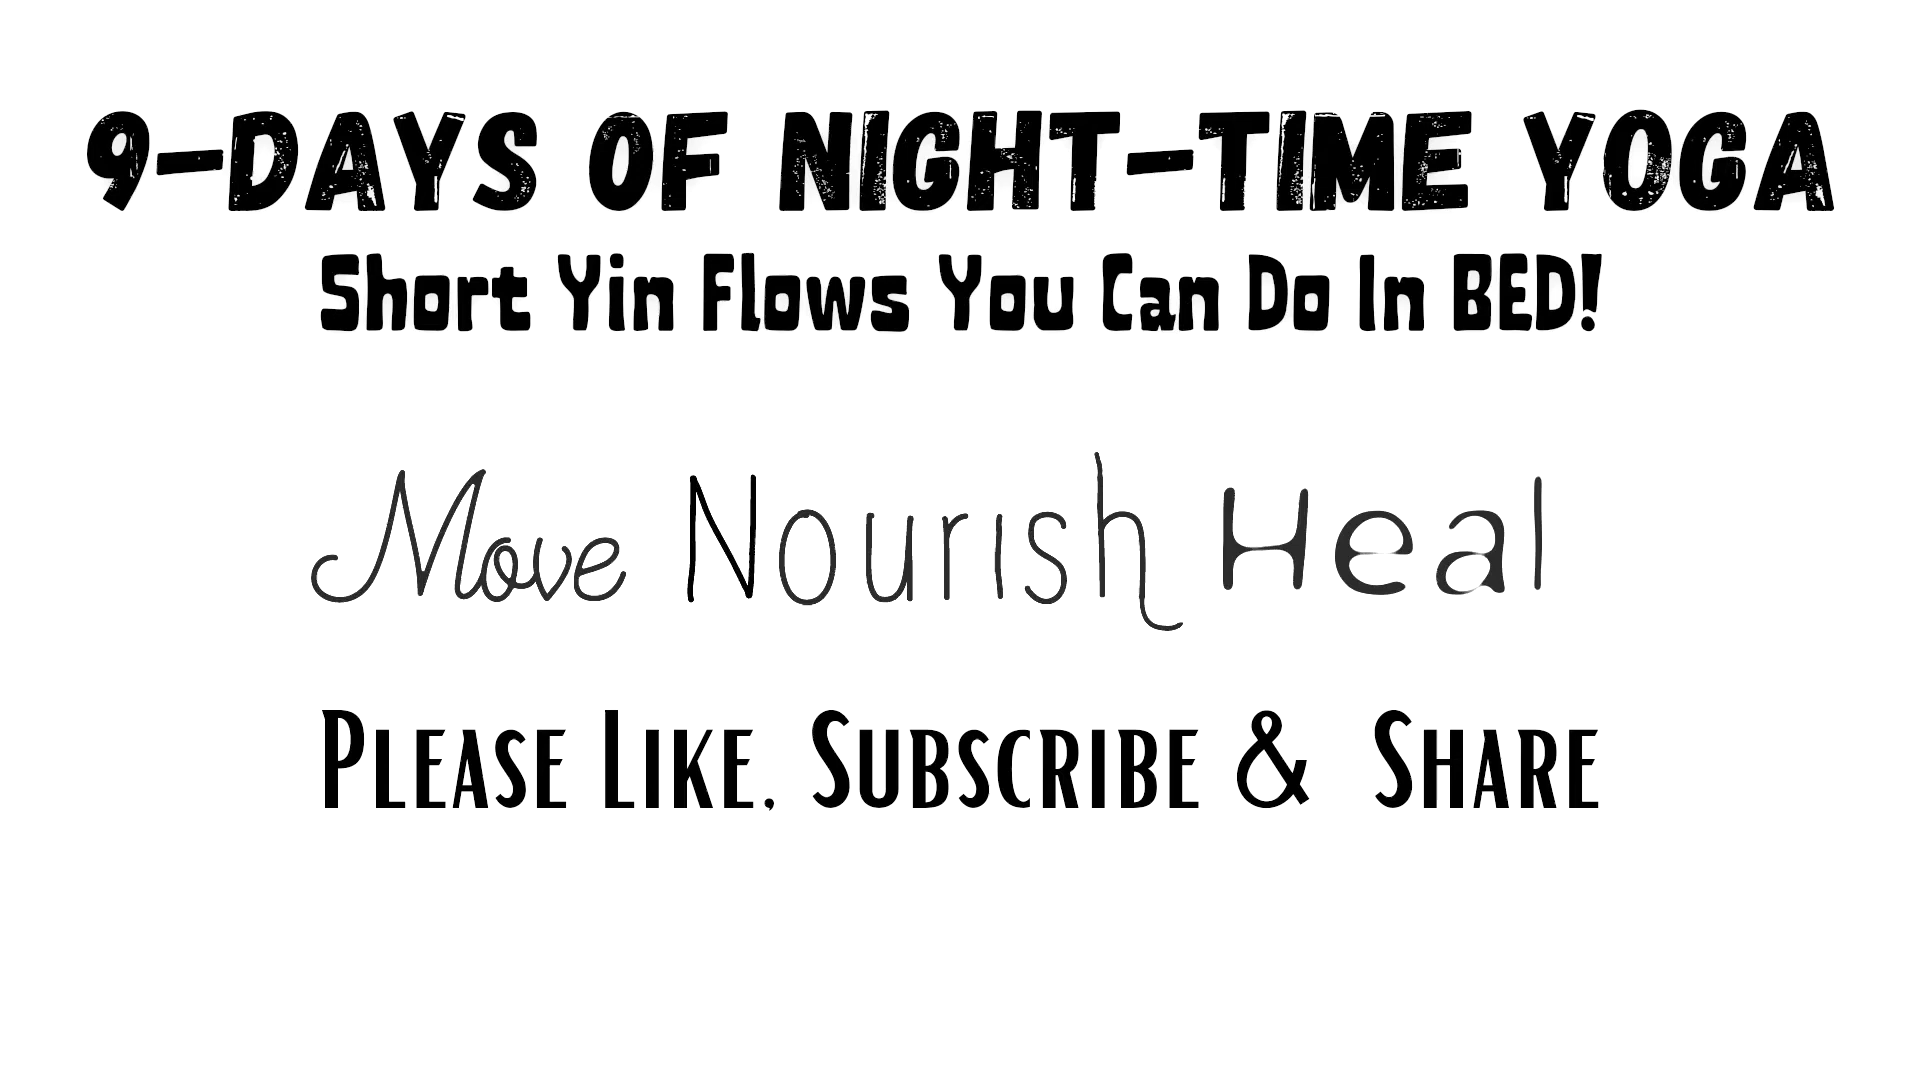 9-DAYS OF NIGHT-TIME YOGA
Short Yin Flows You Can Do In BED!
Move Nourish Heal
PLEASE LIKE, SUBSCRIBE & SHARE